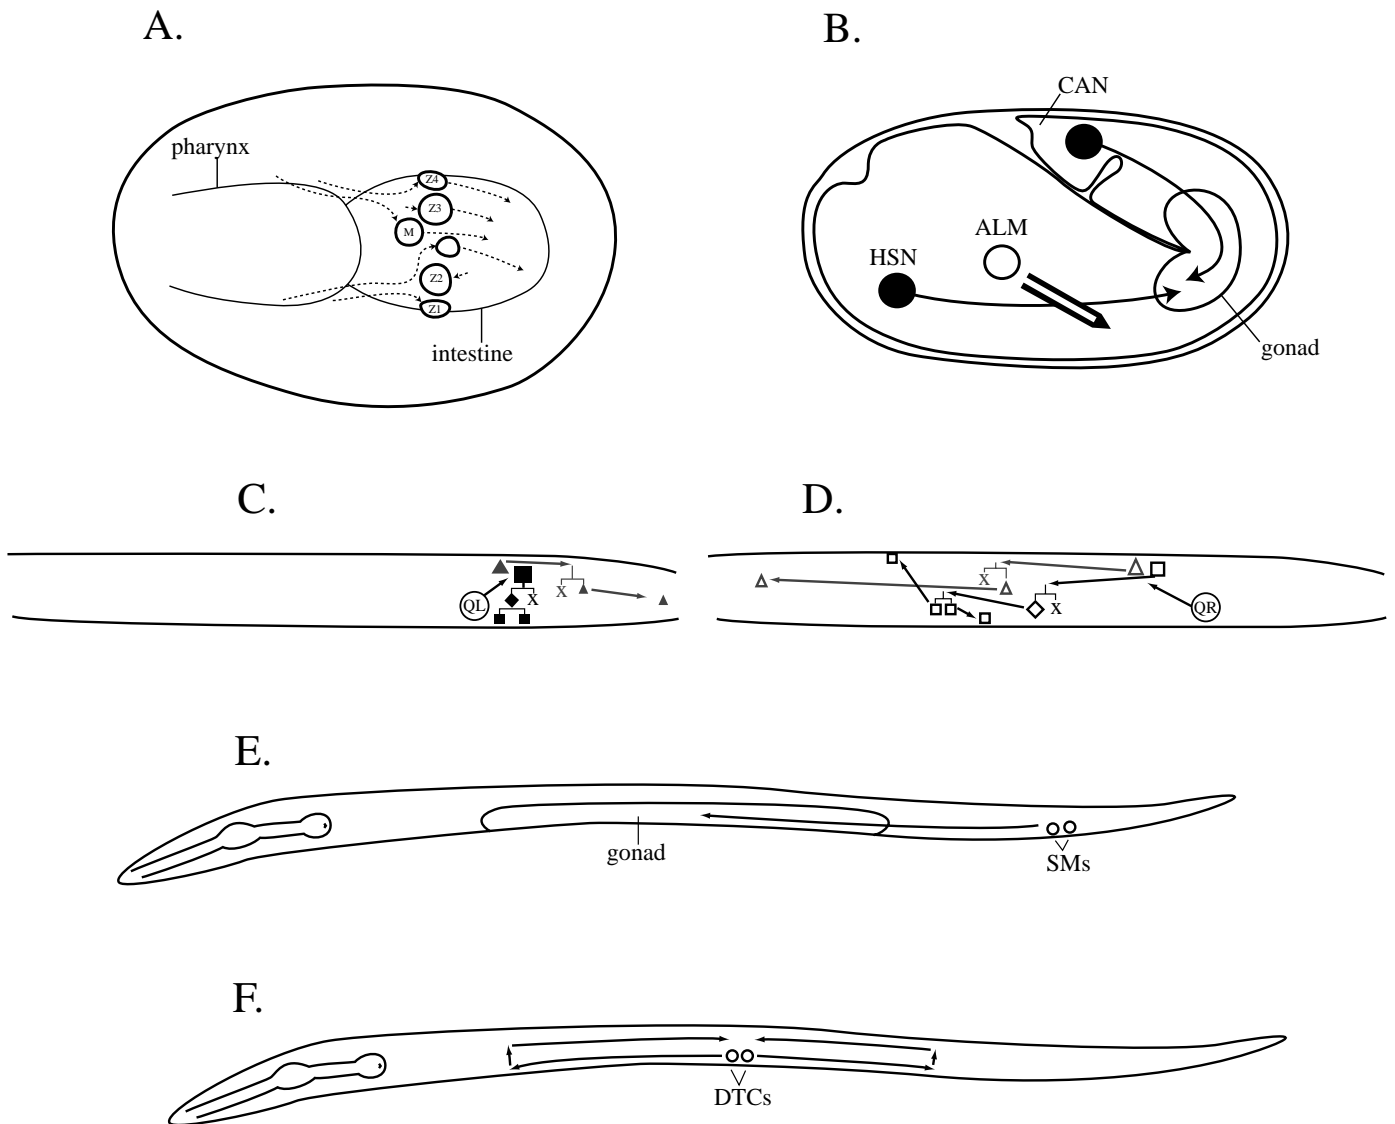 A.
B.
CAN
pharynx
Z4
Z3
M
ALM
HSN
Z2
Z1
intestine
gonad
C.
D.
QL
X
X
X
X
QR
E.
gonad
SMs
F.
DTCs